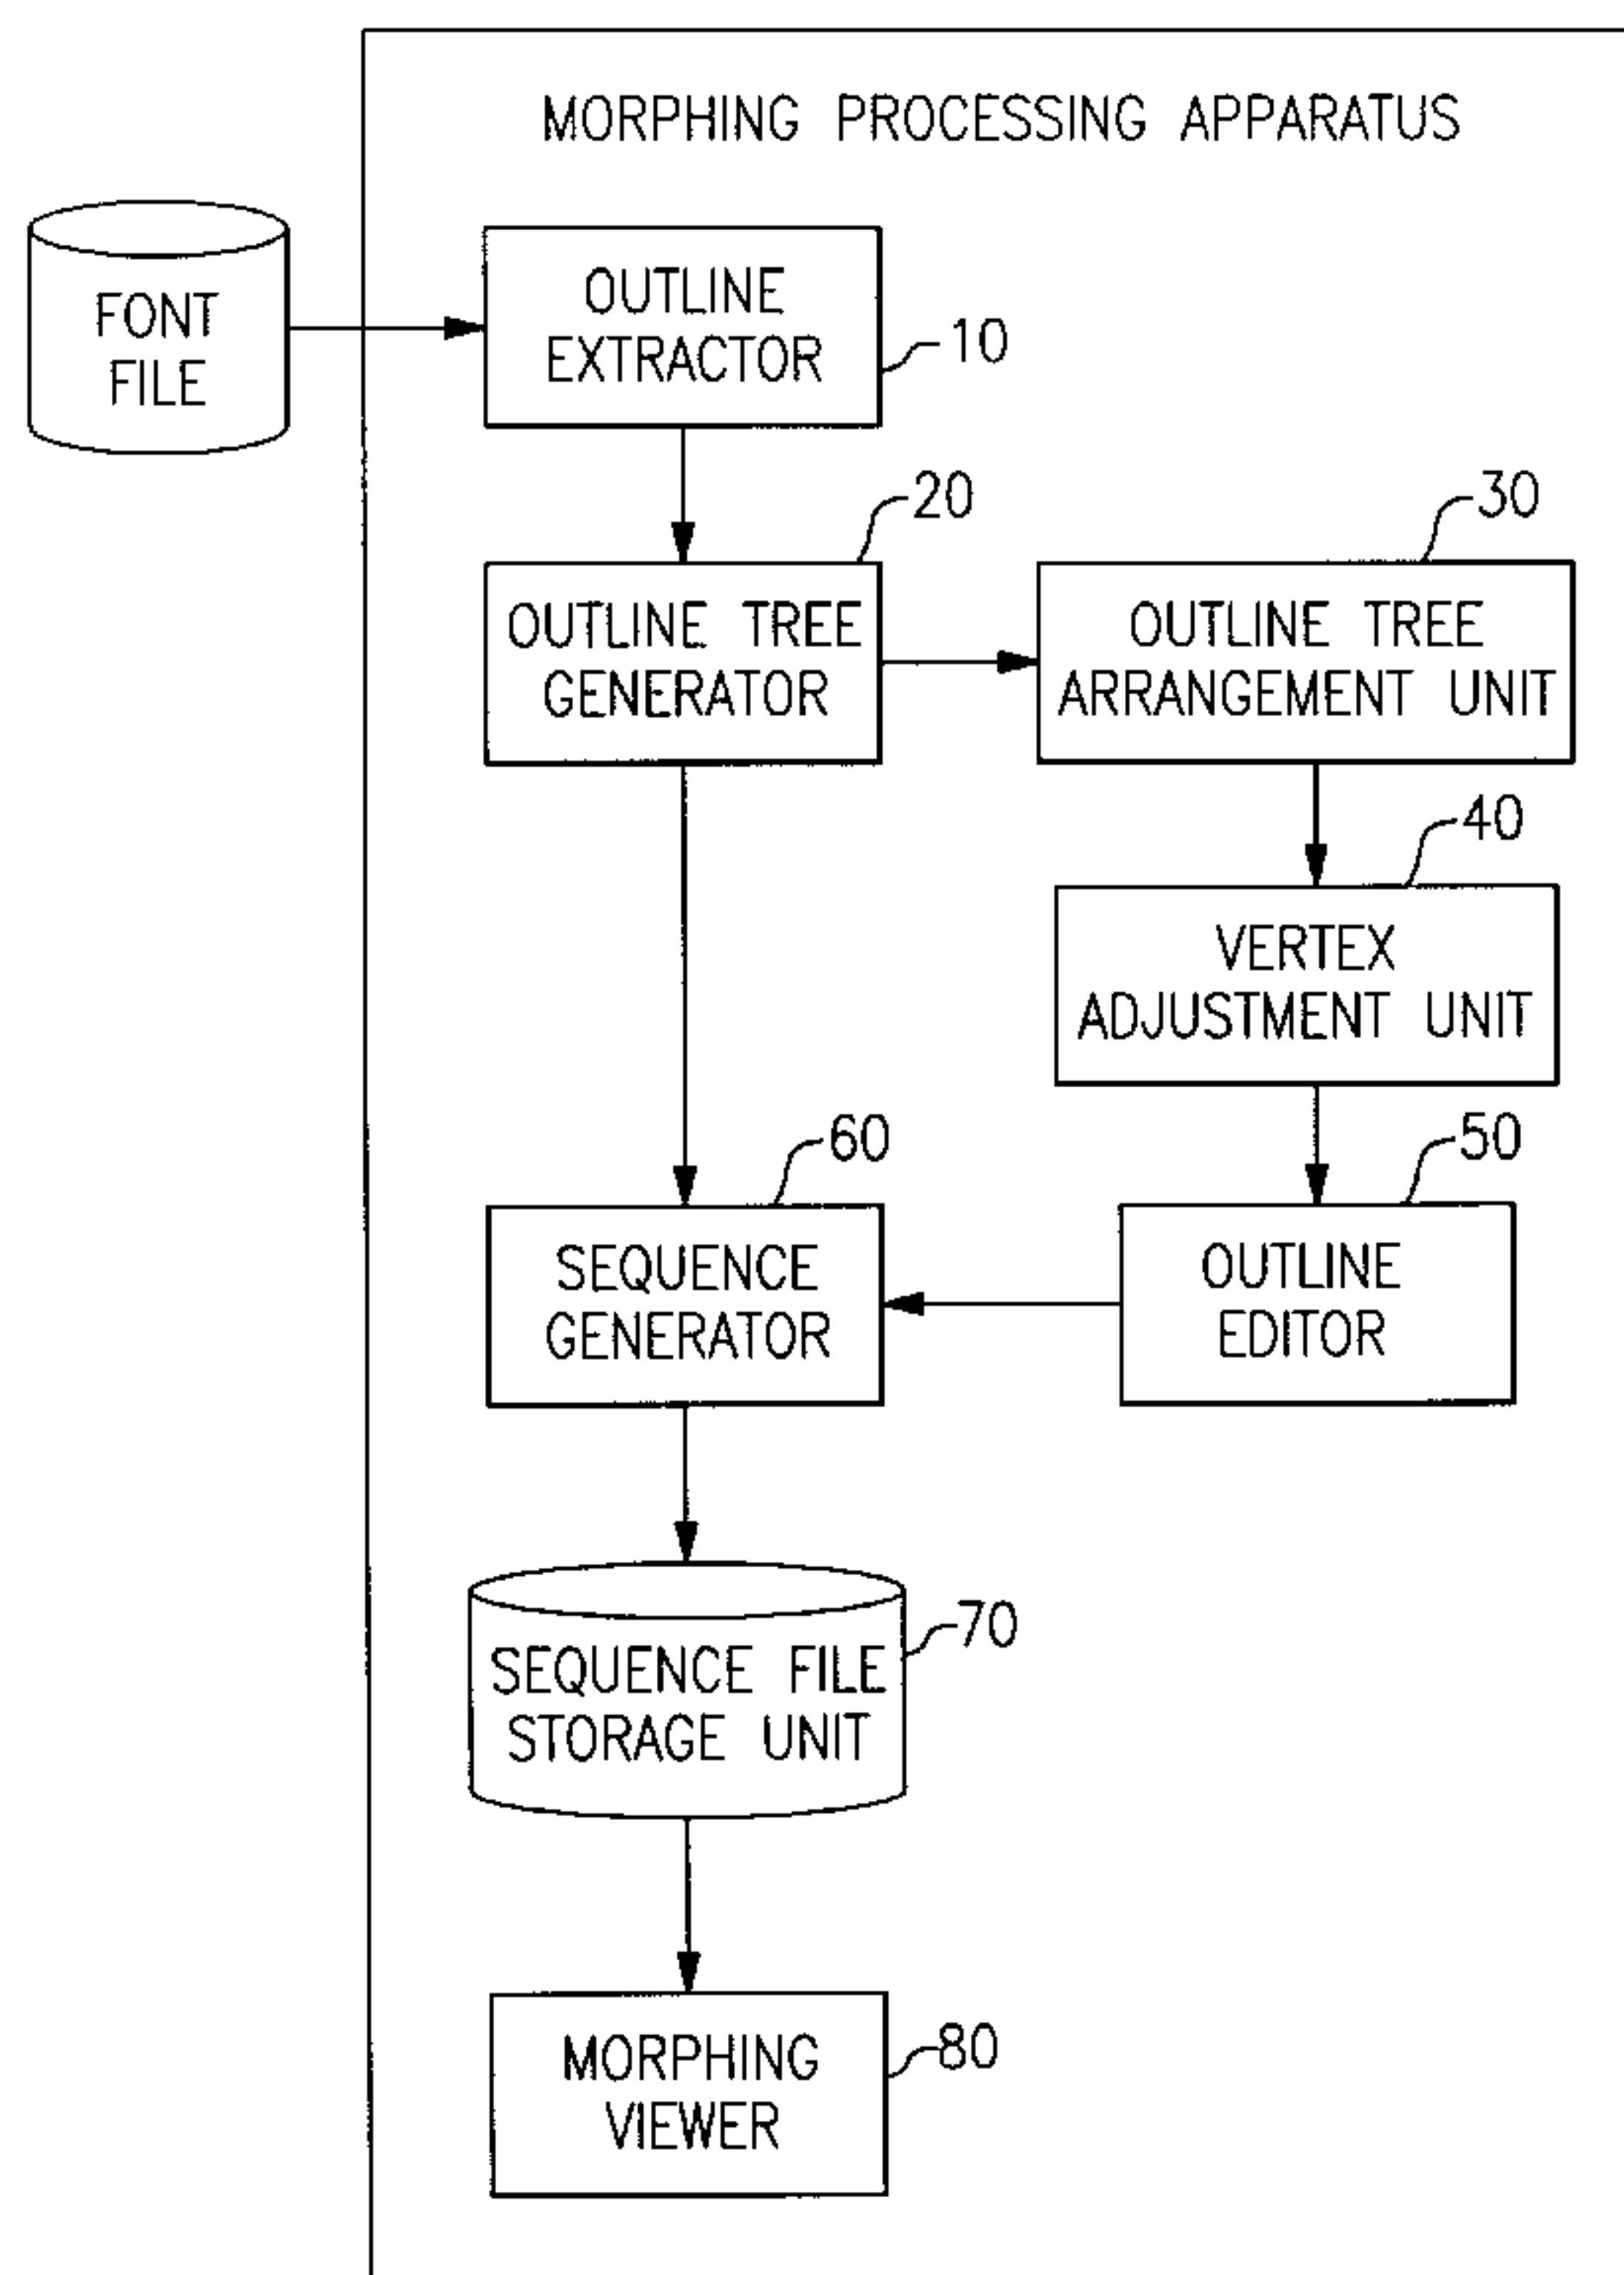 MORPHING PROCESSING APPARATUS
FONT
FILE
OUTLINE
EXTRACTOR
10
20
OUTLINE TREE
GENERATOR
30
OUTLINE TREE
ARRANGEMENT UNIT
40
VERTEX
ADJUSTMENT UNIT
50
OUTLINE
EDITOR
60
SEQUENCE
GENERATOR
70
SEQUENCE FILE
STORAGE UNIT
80
MORPHING
VIEWER